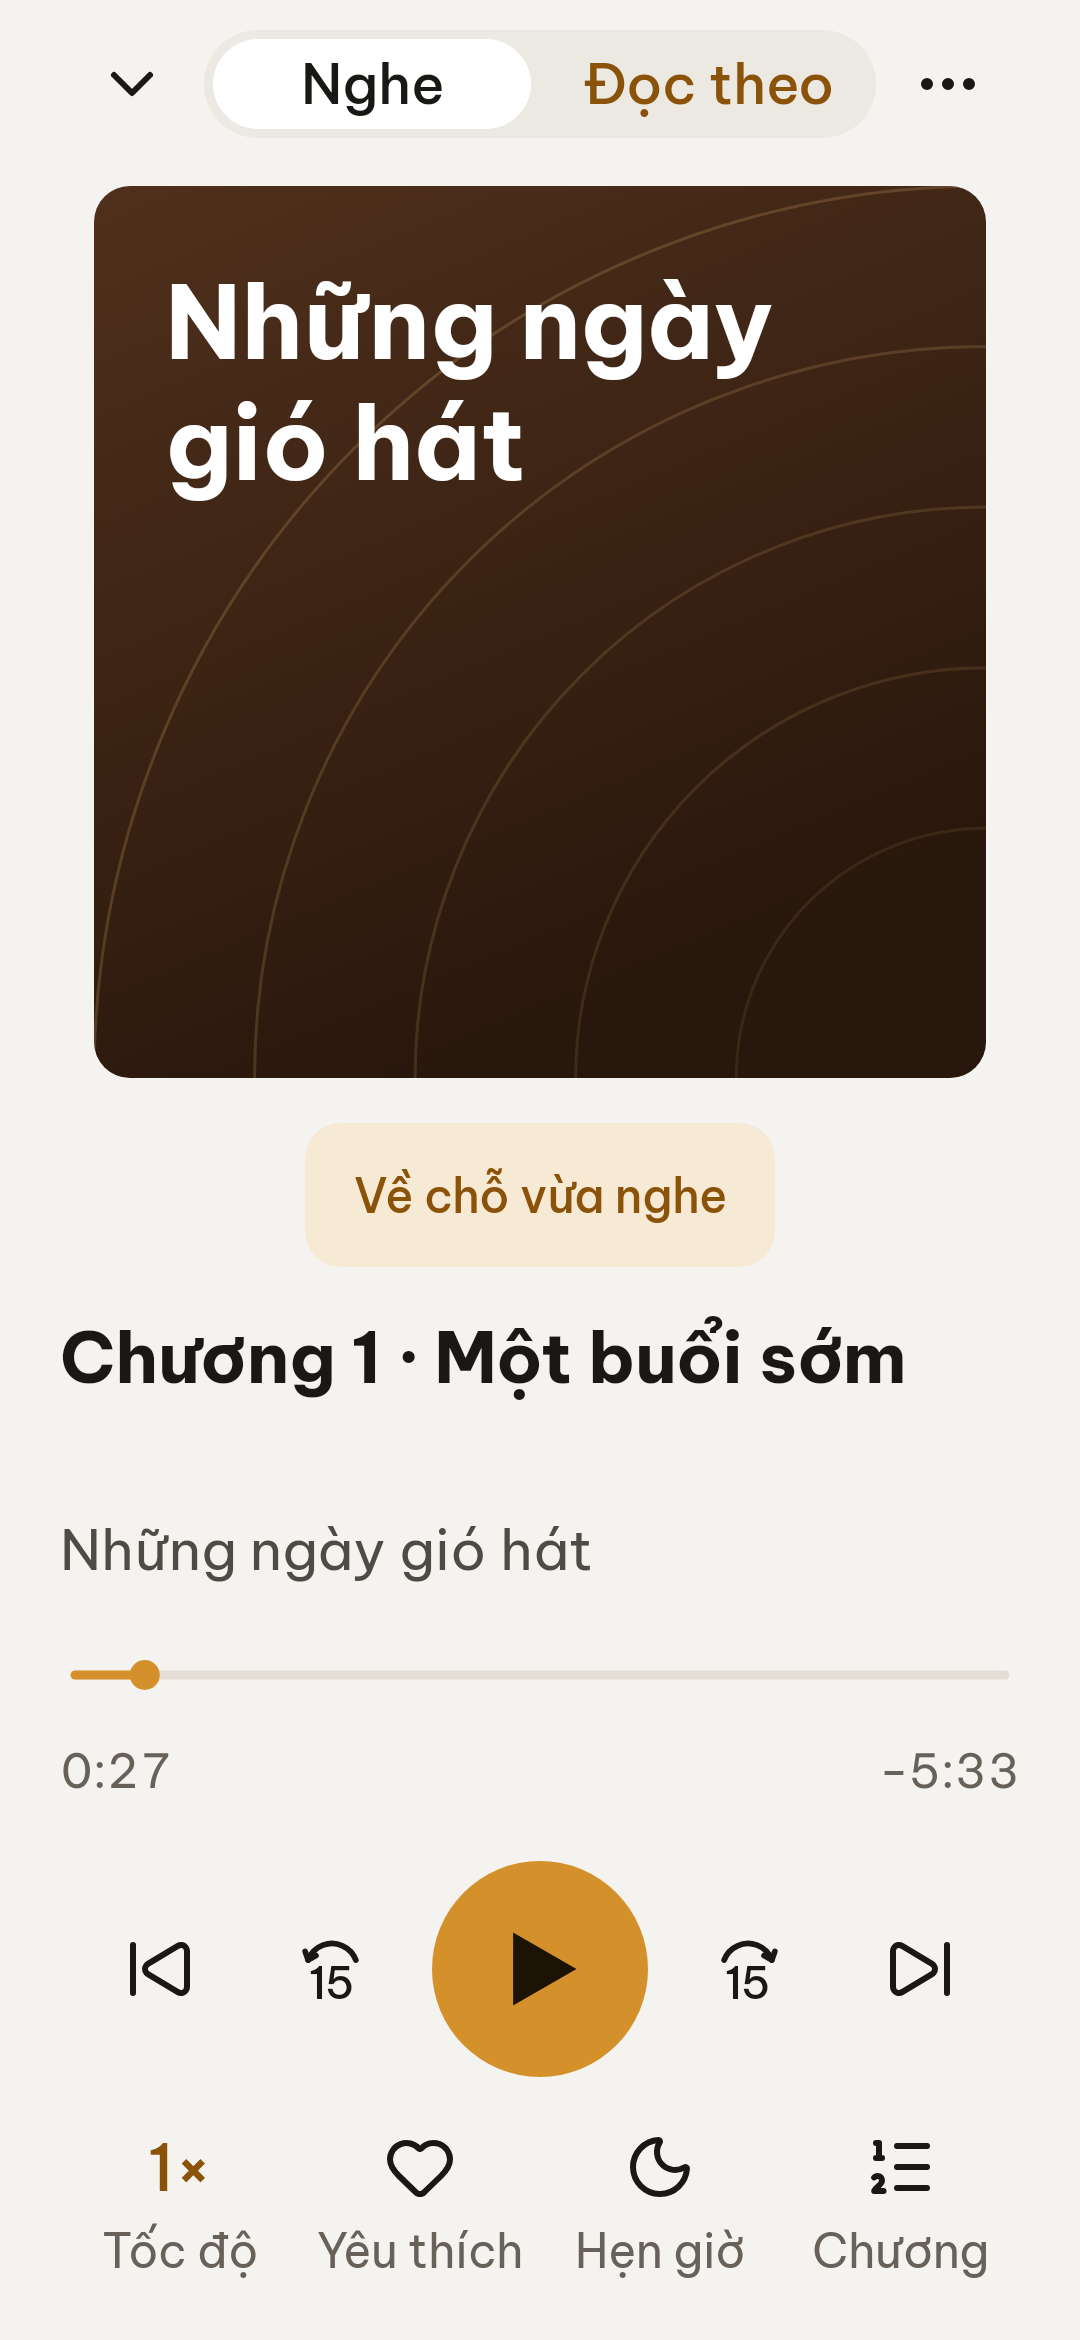 Nghe
Đọc theo
Những ngày
gió hát
Về chỗ vừa nghe
Chương 1 · Một buổi sớm
Những ngày gió hát
0:27
−5:33
15
15
1×
Tốc độ
Yêu thích
Hẹn giờ
Chương